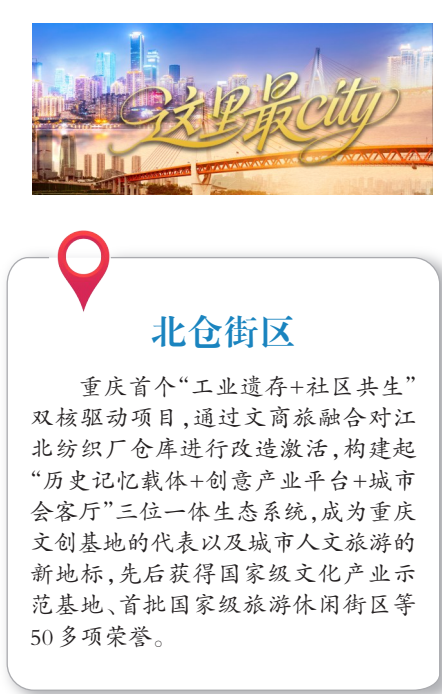 这里最city
北仓街区
重庆首个“工业遗存+社区共生”
双核驱动项目,通过文商旅融合对江
北纺织厂仓库进行改造激活,构建起
“历史记忆载体+创意产业平台+城市
会客厅”三位一体生态系统,成为重庆
文创基地的代表以及城市人文旅游的
新地标,先后获得国家级文化产业示
范基地、首批国家级旅游休闲街区等
50多项荣誉。